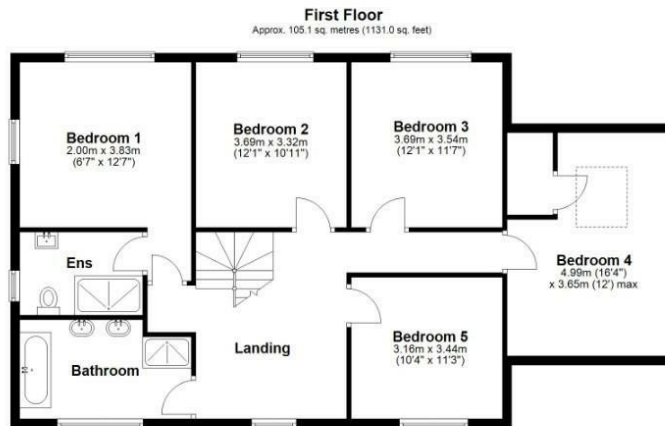 First Floor
Approx. 105.1 sq. metres (1131.0 sq. feet)
Bedroom 1
2.00m x 3.83m
(6'7" x 12'7")
Bedroom 2
3.69m x 3.32m
(12'1" x 10'11")
Bedroom 3
3.69m x 3.54m
(12'1" x 11'7")
Ens
Bedroom 4
4.99m (16'4")
x 3.65m (12') max
Bathroom
Landing
Bedroom 5
3.16m x 3.44m
(10'4" x 11'3")